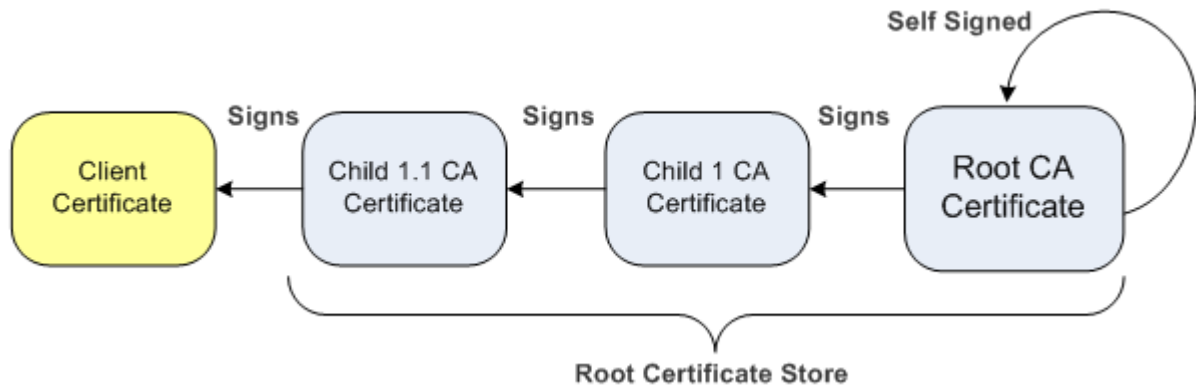 Self Signed
Signs
Signs
Signs
Client
Certificate
Child 1.1 CA
Certificate
Child 1 CA
Certificate
Root CA
Certificate
Root Certificate Store